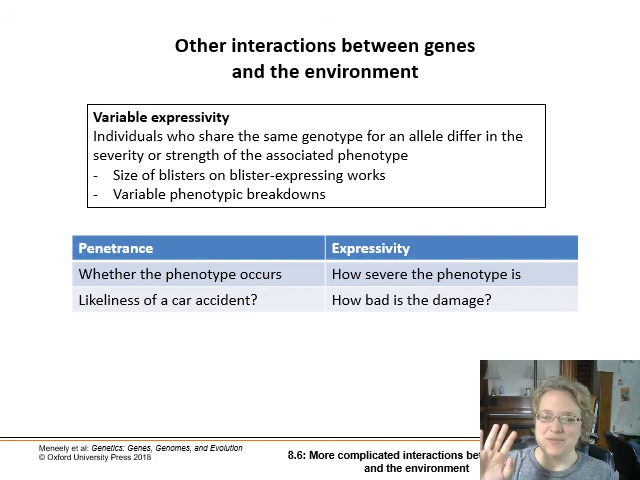 Other interactions between genes
and the environment
Variable expressivity
Individuals who share the same genotype for an allele differ in the
severity or strength of the associated phenotype
- Size of blisters on blister-expressing works
- Variable phenotypic breakdowns
Penetrance Expressivity
Whether the phenotype occurs How severe the phenotype is
Likeliness of a car accident? How bad is the damage?
Meneely et al: Genetics: Genes, Genomes, and Evolution
© Oxford University Press 2018
8.6: More complicated interactions
and the environment